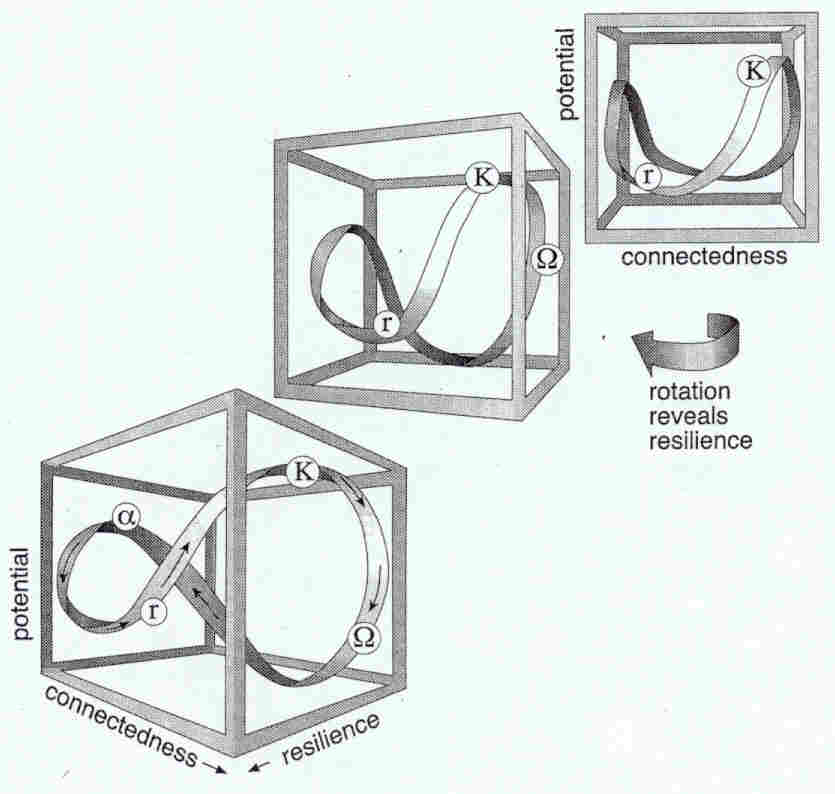 potential
K
r
connectedness
K
Ω
r
rotation
reveals
resilience
K
α
r
Ω
potential
connectedness
resilience